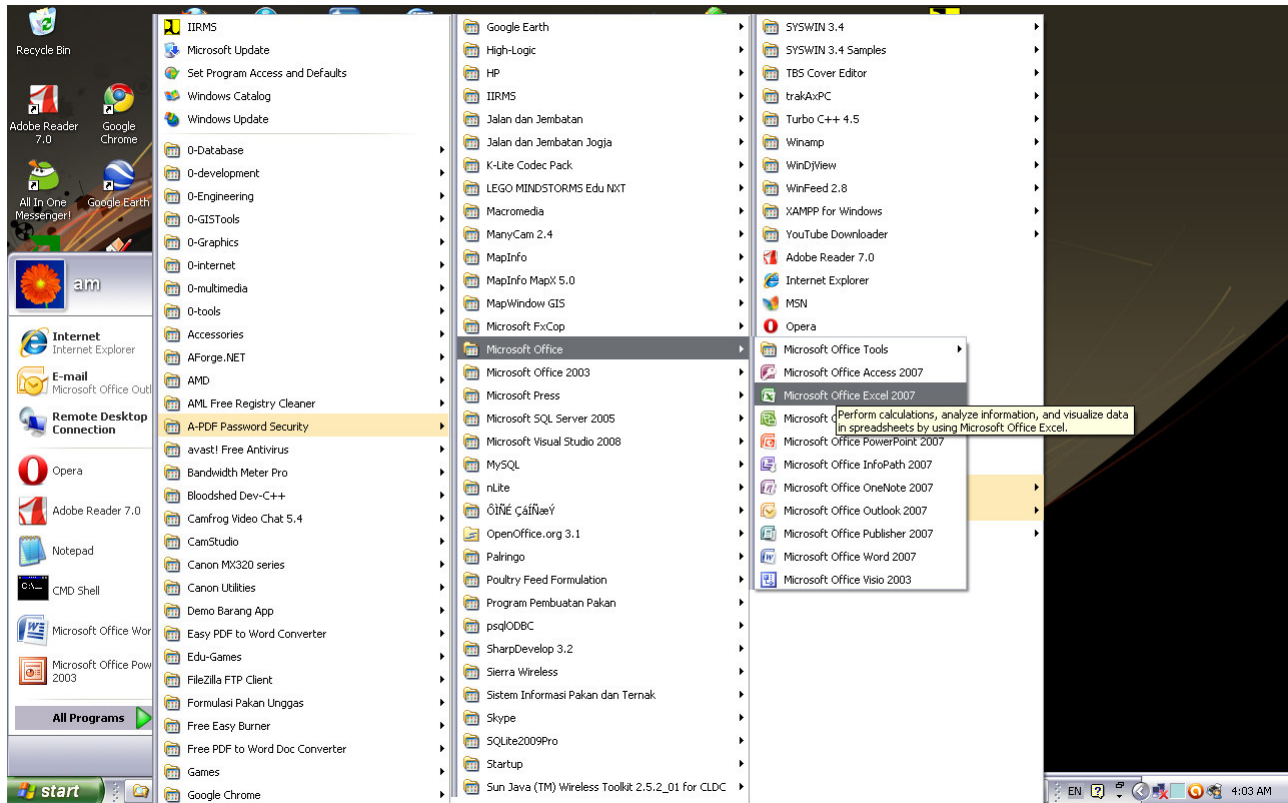 Recycle Bin
Adobe Reader
7.0
Google
Chrome
All In One
Messenger!
Google Earth
am
Internet
Internet Explorer
E-mail
Microsoft Office Outl
Remote Desktop
Connection
Opera
Adobe Reader 7.0
Notepad
C:\_
CMD Shell
Microsoft Office Wor
Microsoft Office Pow
2003
All Programs
IIRMS
Microsoft Update
Set Program Access and Defaults
Windows Catalog
Windows Update
0-Database
0-development
0-Engineering
0-GISTools
0-Graphics
0-internet
0-multimedia
0-tools
Accessories
AForge.NET
AMD
AML Free Registry Cleaner
A-PDF Password Security
avast! Free Antivirus
Bandwidth Meter Pro
Bloodshed Dev-C++
Camfrog Video Chat 5.4
CamStudio
Canon MX320 series
Canon Utilities
Demo Barang App
Easy PDF to Word Converter
Edu-Games
FileZilla FTP Client
Formulasi Pakan Unggas
Free Easy Burner
Free PDF to Word Doc Converter
Games
Google Chrome
Google Earth
High-Logic
HP
IIRMS
Jalan dan Jembatan
Jalan dan Jembatan Jogja
K-Lite Codec Pack
LEGO MINDSTORMS Edu NXT
Macromedia
ManyCam 2.4
MapInfo
MapInfo MapX 5.0
MapWindow GIS
Microsoft FxCop
Microsoft Office
Microsoft Office 2003
Microsoft Press
Microsoft SQL Server 2005
Microsoft Visual Studio 2008
MySQL
nLite
ÔÌÑÉ ÇáÍÑæÝ
OpenOffice.org 3.1
Palringo
Poultry Feed Formulation
Program Pembuatan Pakan
psqlODBC
SharpDevelop 3.2
Sierra Wireless
Sistem Informasi Pakan dan Ternak
Skype
SQLite2009Pro
Startup
Sun Java (TM) Wireless Toolkit 2.5.2_01 for CLDC
SYSWIN 3.4
SYSWIN 3.4 Samples
TBS Cover Editor
trakAxPC
Turbo C++ 4.5
Winamp
WinDjView
WinFeed 2.8
XAMPP for Windows
YouTube Downloader
Adobe Reader 7.0
Internet Explorer
MSN
Opera
Microsoft Office Tools
Microsoft Office Access 2007
Microsoft Office Excel 2007
Microsoft
Perform calculations, analyze information, and visualize data
in spreadsheets by using Microsoft Office Excel.
Microsoft Office PowerPoint 2007
Microsoft Office InfoPath 2007
Microsoft Office OneNote 2007
Microsoft Office Outlook 2007
Microsoft Office Publisher 2007
Microsoft Office Word 2007
Microsoft Office Visio 2003
start
EN
4:03 AM